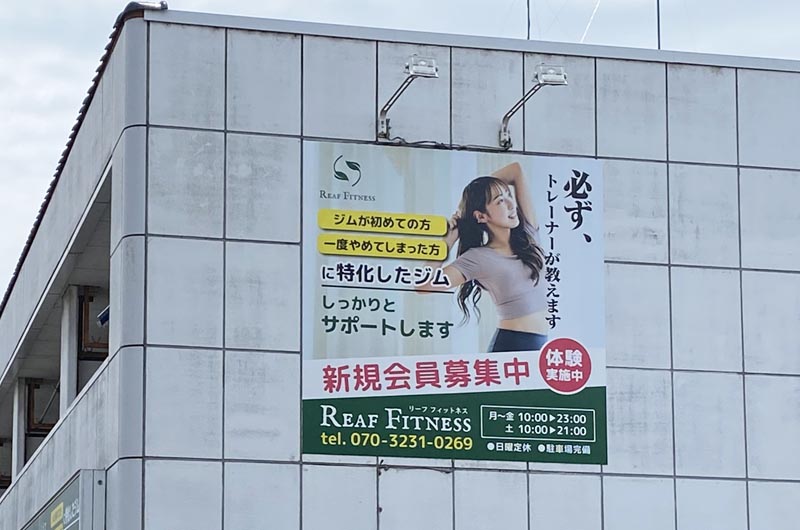 REAF FITNESS
ジムが初めての方
一度やめてしまった方
に特化したジム
しっかりと
サポートします
必ず、
トレーナーが教えます
新規会員募集中
体験
実施中
リーフ フィットネス
REAF FITNESS
tel. 070-3231-0269
月～金 10:00▶23:00
土 10:00▶21:00
●日曜定休 ●駐車場完備